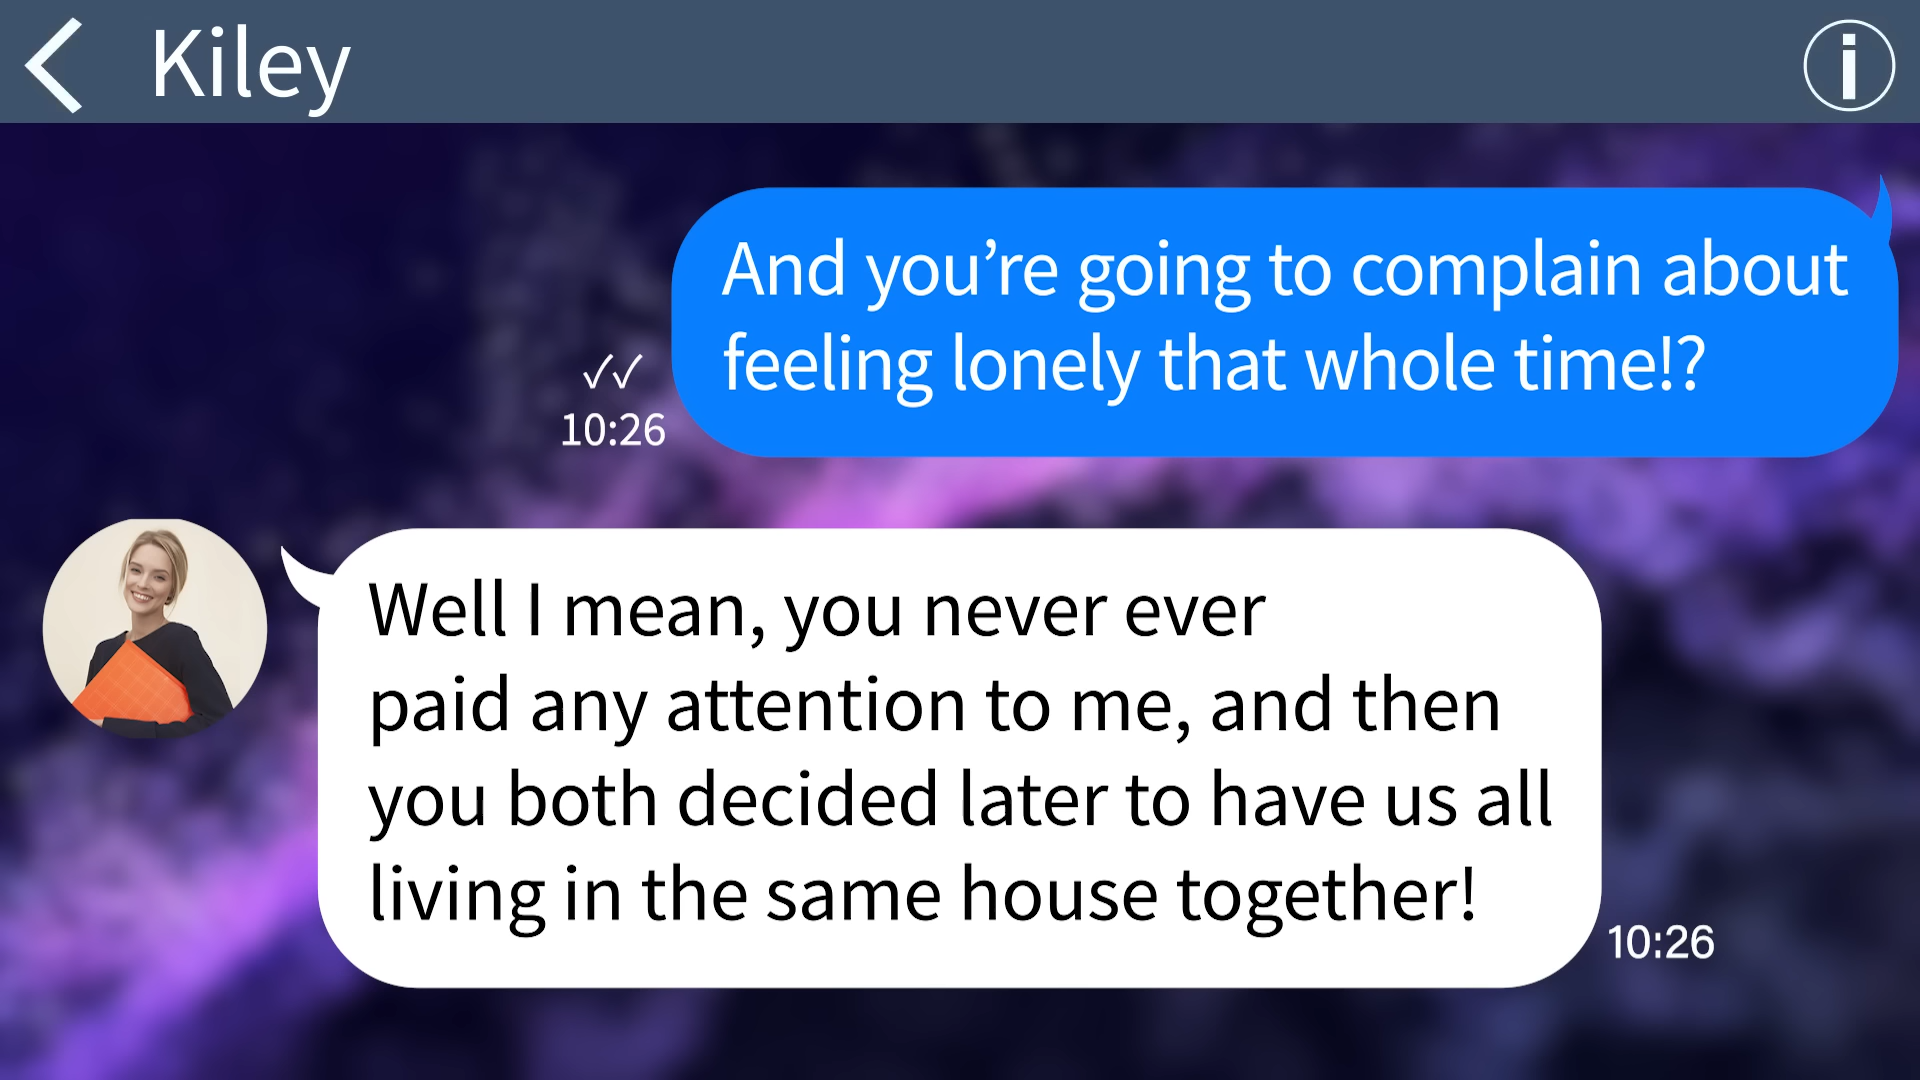 Kiley
And you’re going to complain about
feeling lonely that whole time!?
✓✓
10:26
Well I mean, you never ever
paid any attention to me, and then
you both decided later to have us all
living in the same house together!
10:26